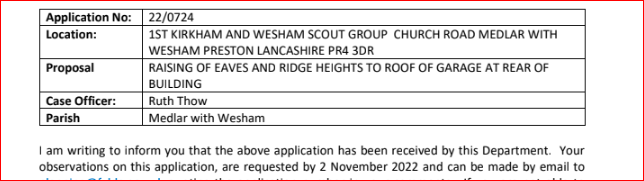 Application No: 22/0724
Location: 1ST KIRKHAM AND WESHAM SCOUT GROUP CHURCH ROAD MEDLAR WITH
WESHAM PRESTON LANCASHIRE PR4 3DR
Proposal RAISING OF EAVES AND RIDGE HEIGHTS TO ROOF OF GARAGE AT REAR OF
BUILDING
Case Officer: Ruth Thow
Parish Medlar with Wesham
I am writing to inform you that the above application has been received by this Department. Your
observations on this application, are requested by 2 November 2022 and can be made by email to